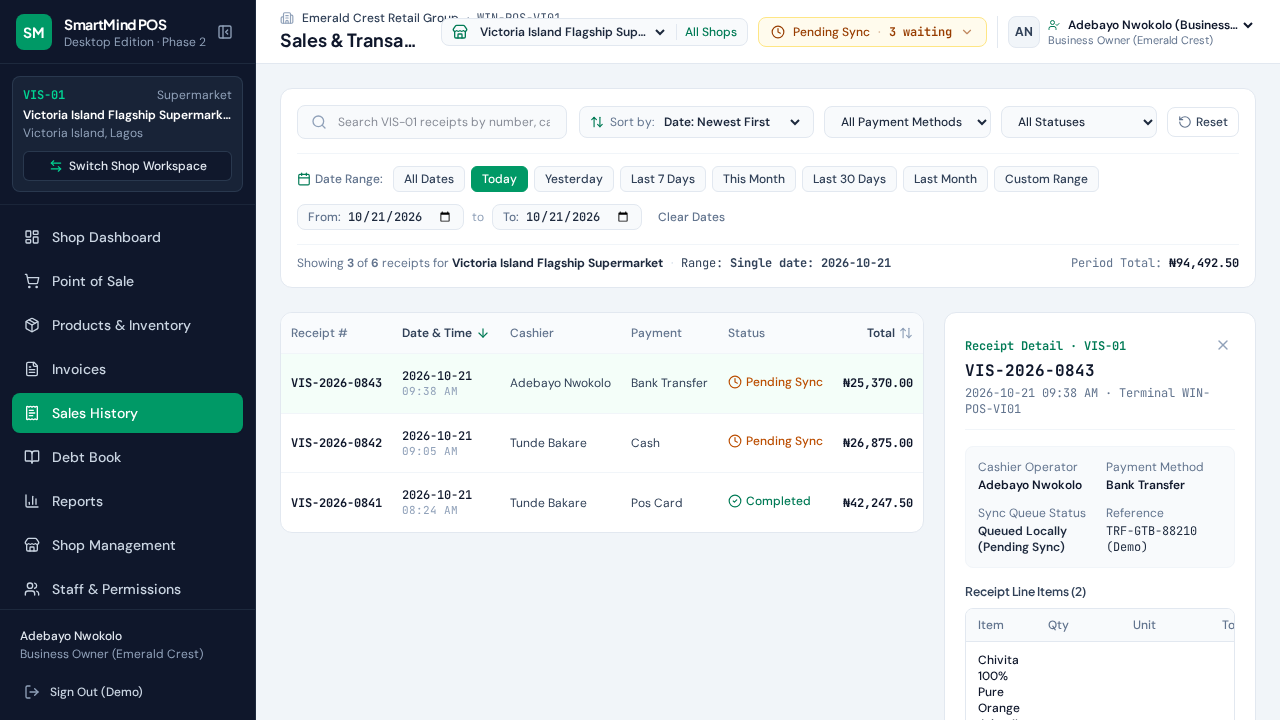 SM
SmartMind POS
Desktop Edition · Phase 2
VIS-01
Supermarket
Victoria Island Flagship Supermark...
Victoria Island, Lagos
Switch Shop Workspace
Shop Dashboard
Point of Sale
Products & Inventory
Invoices
Sales History
Debt Book
Reports
Shop Management
Staff & Permissions
Adebayo Nwokolo
Business Owner (Emerald Crest)
Sign Out (Demo)
Emerald Crest Retail Group · WIN-POS-VI01
Sales & Transa...
Victoria Island Flagship Sup...
All Shops
Pending Sync · 3 waiting
AN
Adebayo Nwokolo (Business...
Business Owner (Emerald Crest)
Search VIS-01 receipts by number, ca
Sort by: Date: Newest First
All Payment Methods
All Statuses
Reset
Date Range:
All Dates
Today
Yesterday
Last 7 Days
This Month
Last 30 Days
Last Month
Custom Range
From: 10/21/2026
to
To: 10/21/2026
Clear Dates
Showing 3 of 6 receipts for Victoria Island Flagship Supermarket · Range: Single date: 2026-10-21
Period Total: ₦94,492.50
Receipt # Date & Time Cashier Payment Status Total
VIS-2026-0843 2026-10-21 09:38 AM Adebayo Nwokolo Bank Transfer Pending Sync ₦25,370.00
VIS-2026-0842 2026-10-21 09:05 AM Tunde Bakare Cash Pending Sync ₦26,875.00
VIS-2026-0841 2026-10-21 08:24 AM Tunde Bakare Pos Card Completed ₦42,247.50
Receipt Detail · VIS-01
VIS-2026-0843
2026-10-21 09:38 AM · Terminal WIN-
POS-VI01
Cashier Operator
Adebayo Nwokolo
Payment Method
Bank Transfer
Sync Queue Status
Queued Locally
(Pending Sync)
Reference
TRF-GTB-88210
(Demo)
Receipt Line Items (2)
Item Qty Unit To
Chivita
100%
Pure
Orange